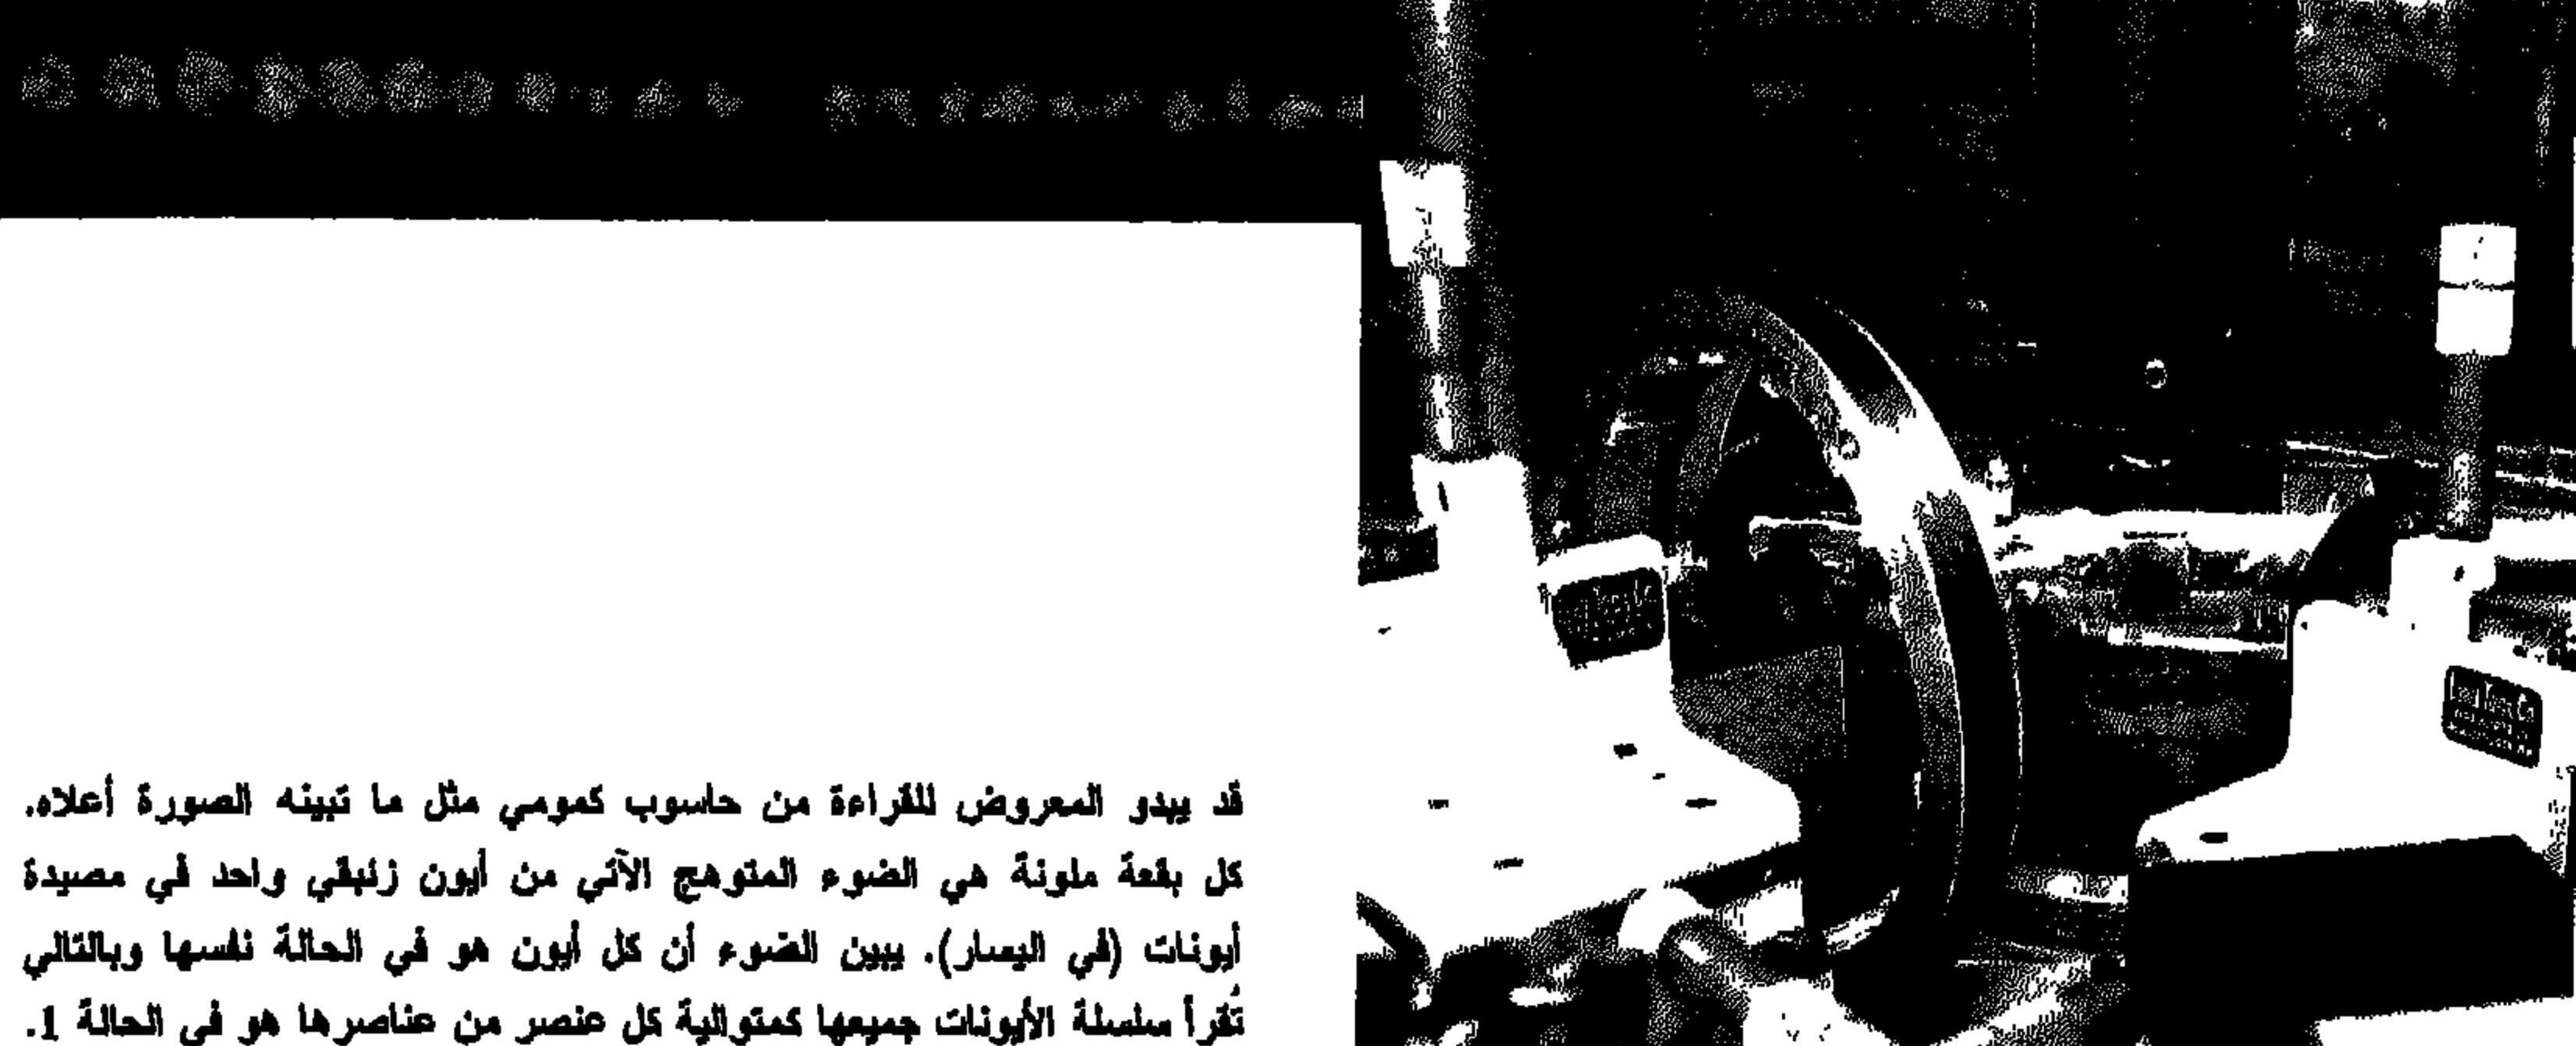 قد يبدو المعروض للقراءة من حاسوب كمومي مثل ما تبينه الصورة أعلاه.
كل بقعة ملونة هي الضوء المتوهج الآتي من أيون زئبقي واحد في مصيدة
أيونات (في اليسار). يبين الضوء أن كل أيون هو في الحالة نفسها وبالتالي
تُقرأ سلسلة الأيونات جميعها كمتوالية كل عنصر من عناصرها هو في الحالة 1.